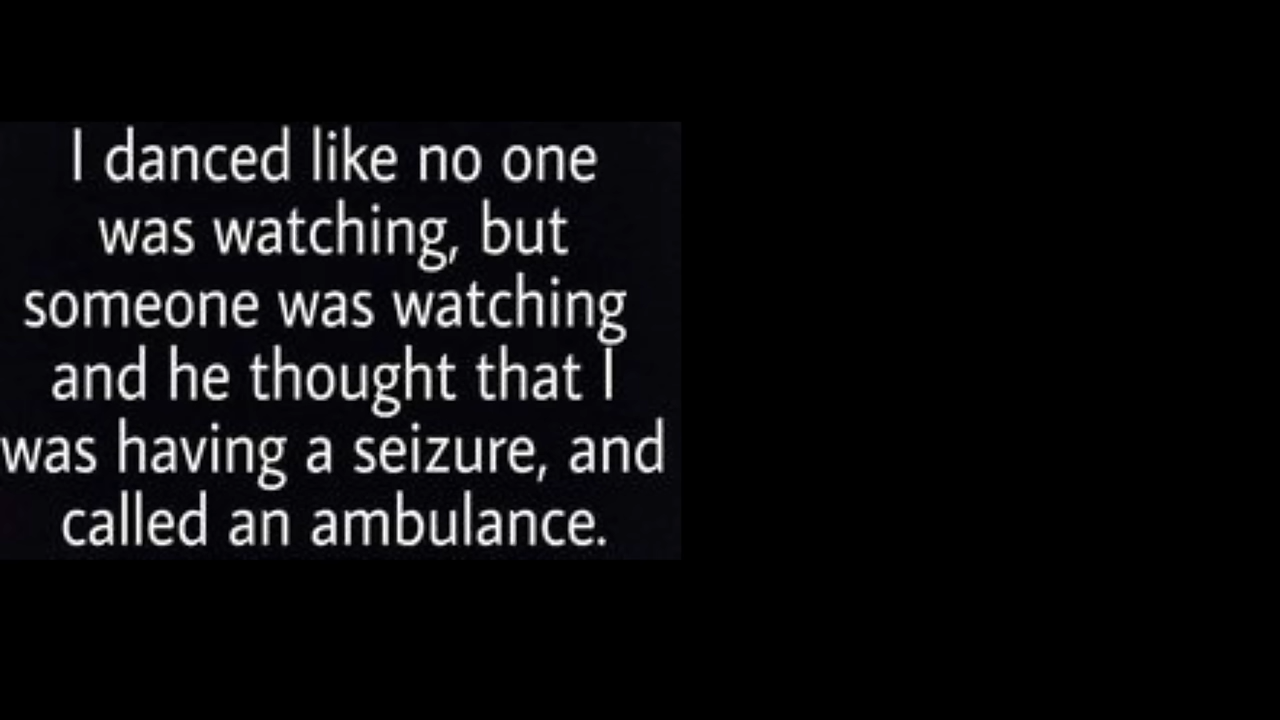 I danced like no one
was watching, but
someone was watching
and he thought that I
was having a seizure, and
called an ambulance.